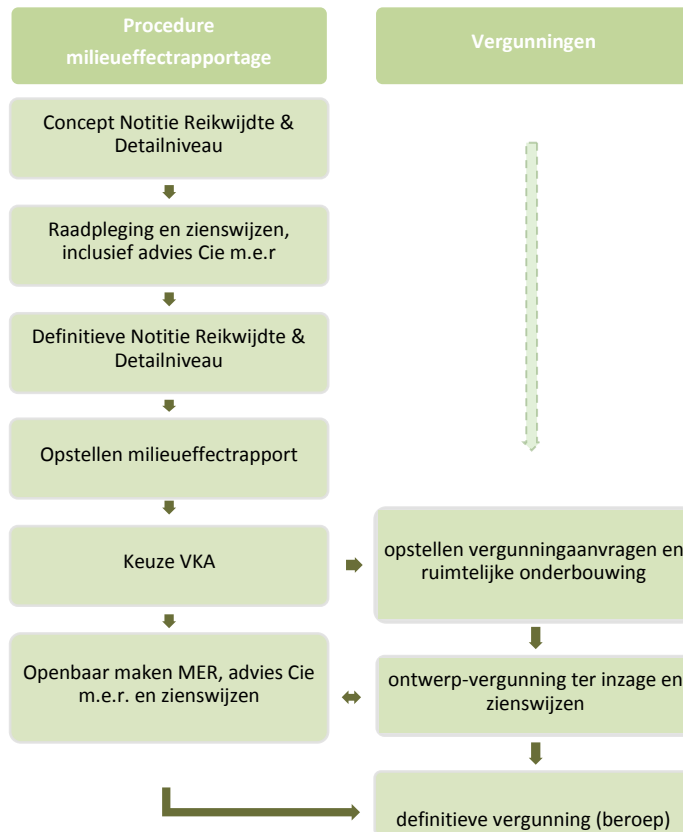 Procedure
milieueffectrapportage
Vergunningen
Concept Notitie Reikwijdte &
Detailniveau
Raadpleging en zienswijzen,
inclusief advies Cie m.e.r
Definitieve Notitie Reikwijdte &
Detailniveau
Opstellen milieueffectrapport
Keuze VKA
opstellen vergunningaanvragen en
ruimtelijke onderbouwing
Openbaar maken MER, advies Cie
m.e.r. en zienswijzen
ontwerp-vergunning ter inzage en
zienswijzen
definitieve vergunning (beroep)